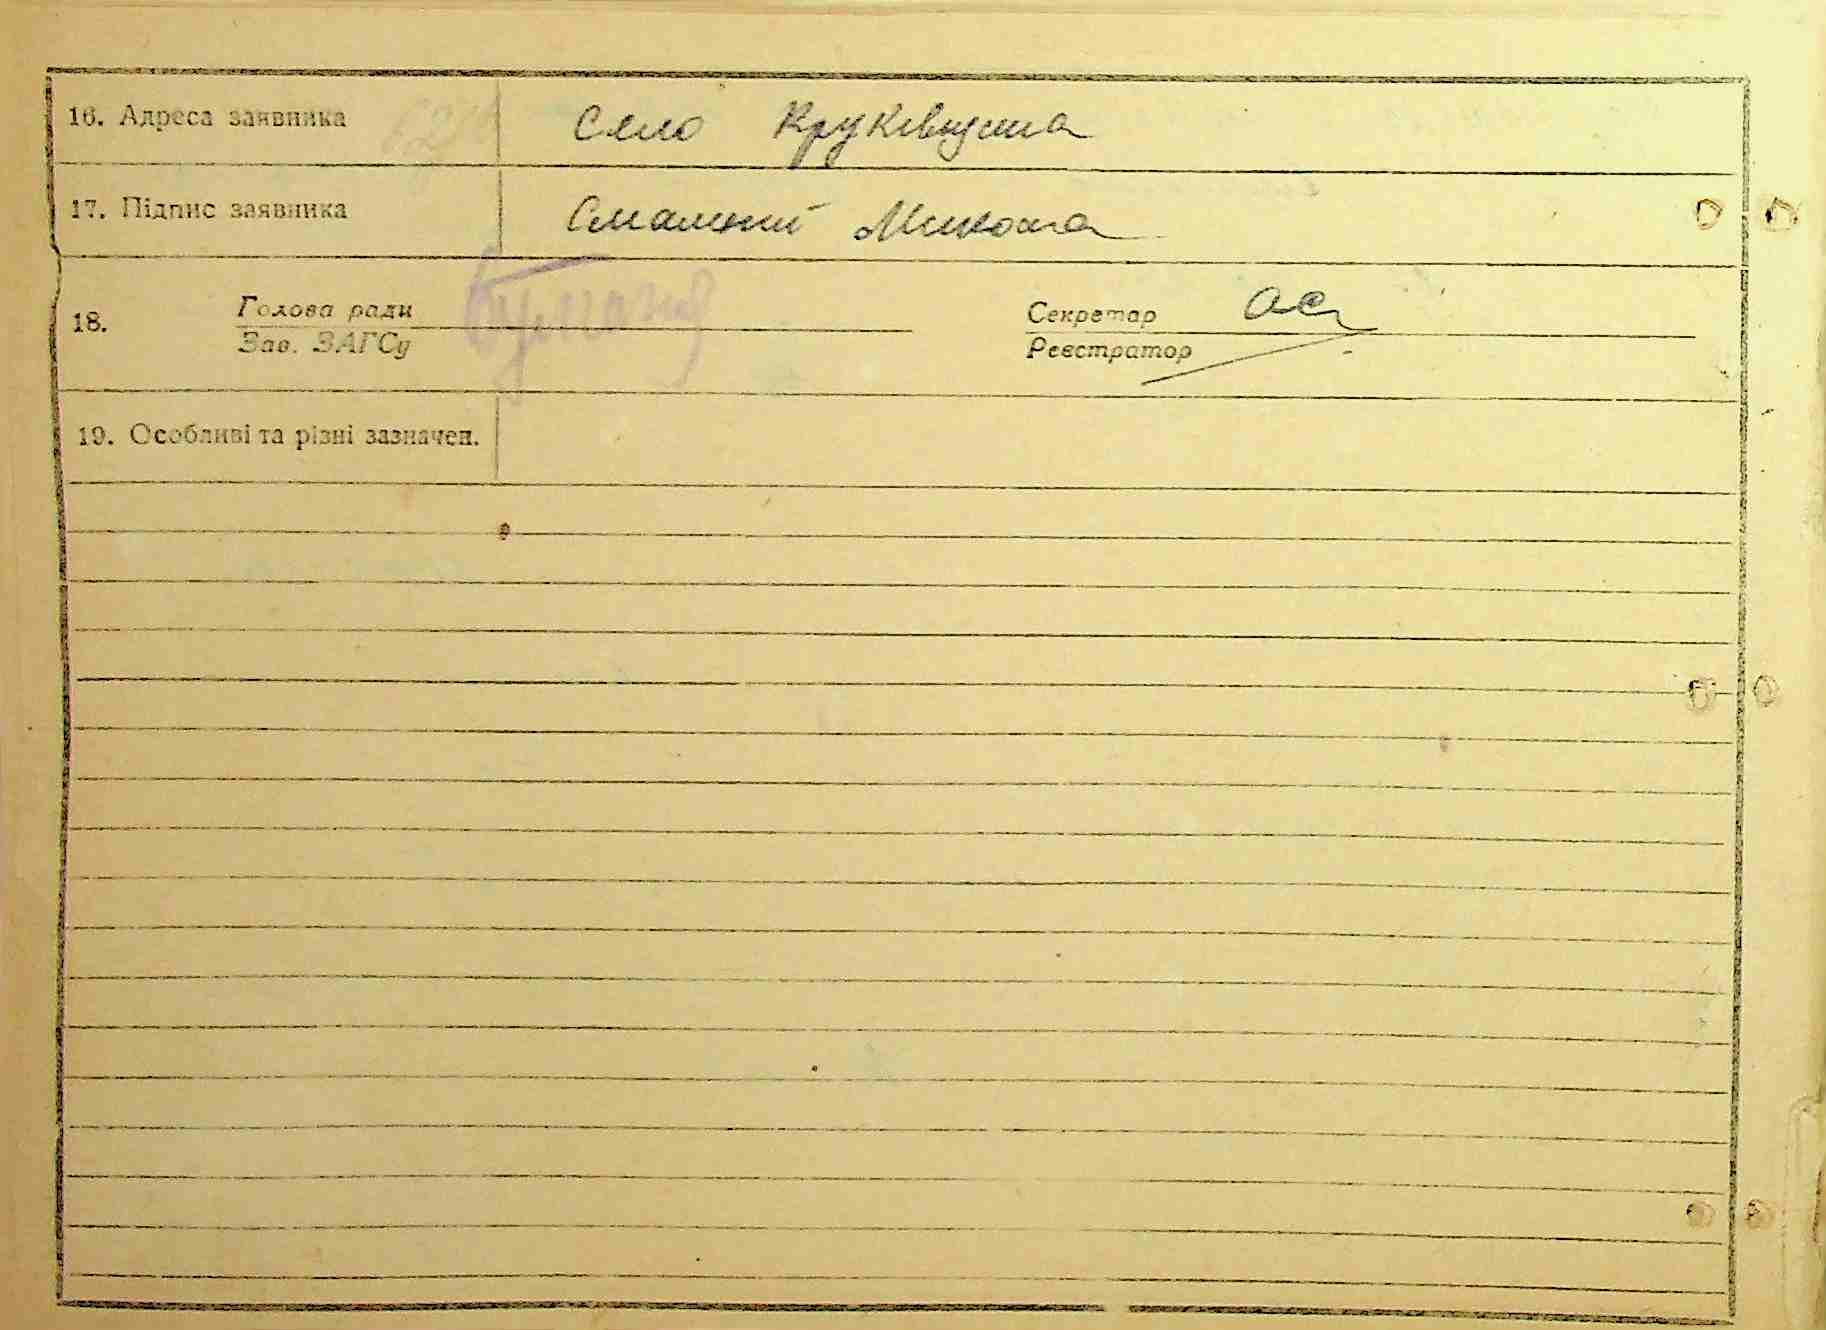 16. Адреса заявника Село Круківщина
17. Підпис заявника Смалений Микола
18. Голова ради Секретар
Зав. ЗАГСу Реєстратор
19. Особливі та різні зазначен.